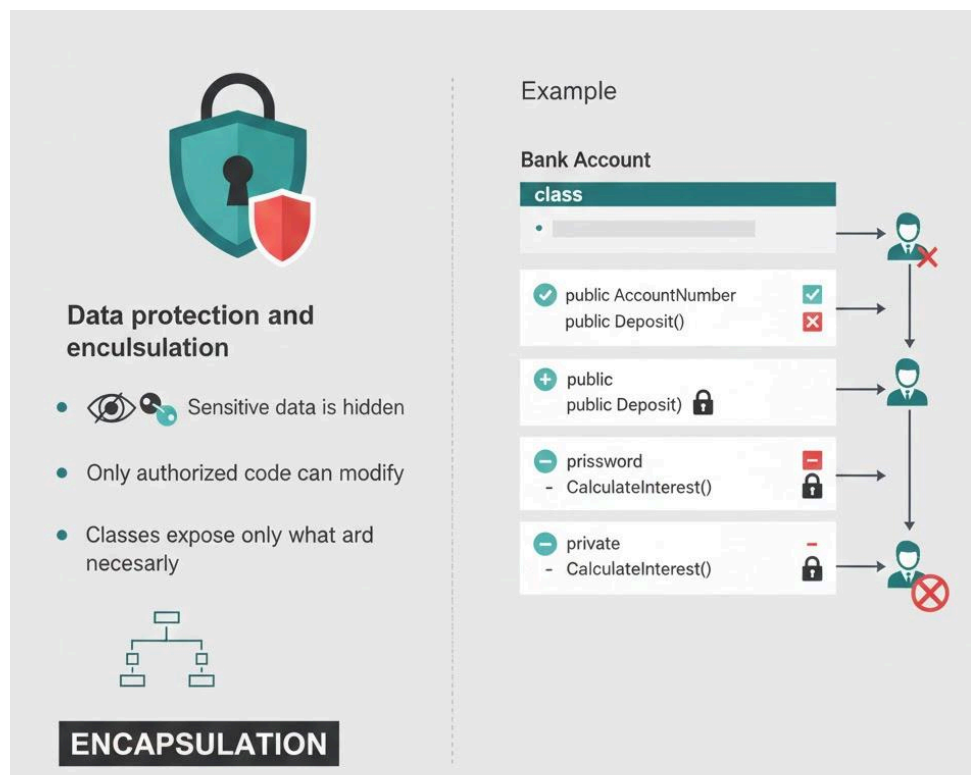 Data protection and
enculsulation
Sensitive data is hidden
Only authorized code can modify
Classes expose only what ard
necesarly
ENCAPSULATION
Example
Bank Account
class
public AccountNumber
public Deposit()
public
public Deposit)
prissword
- CalculateInterest()
private
- CalculateInterest()